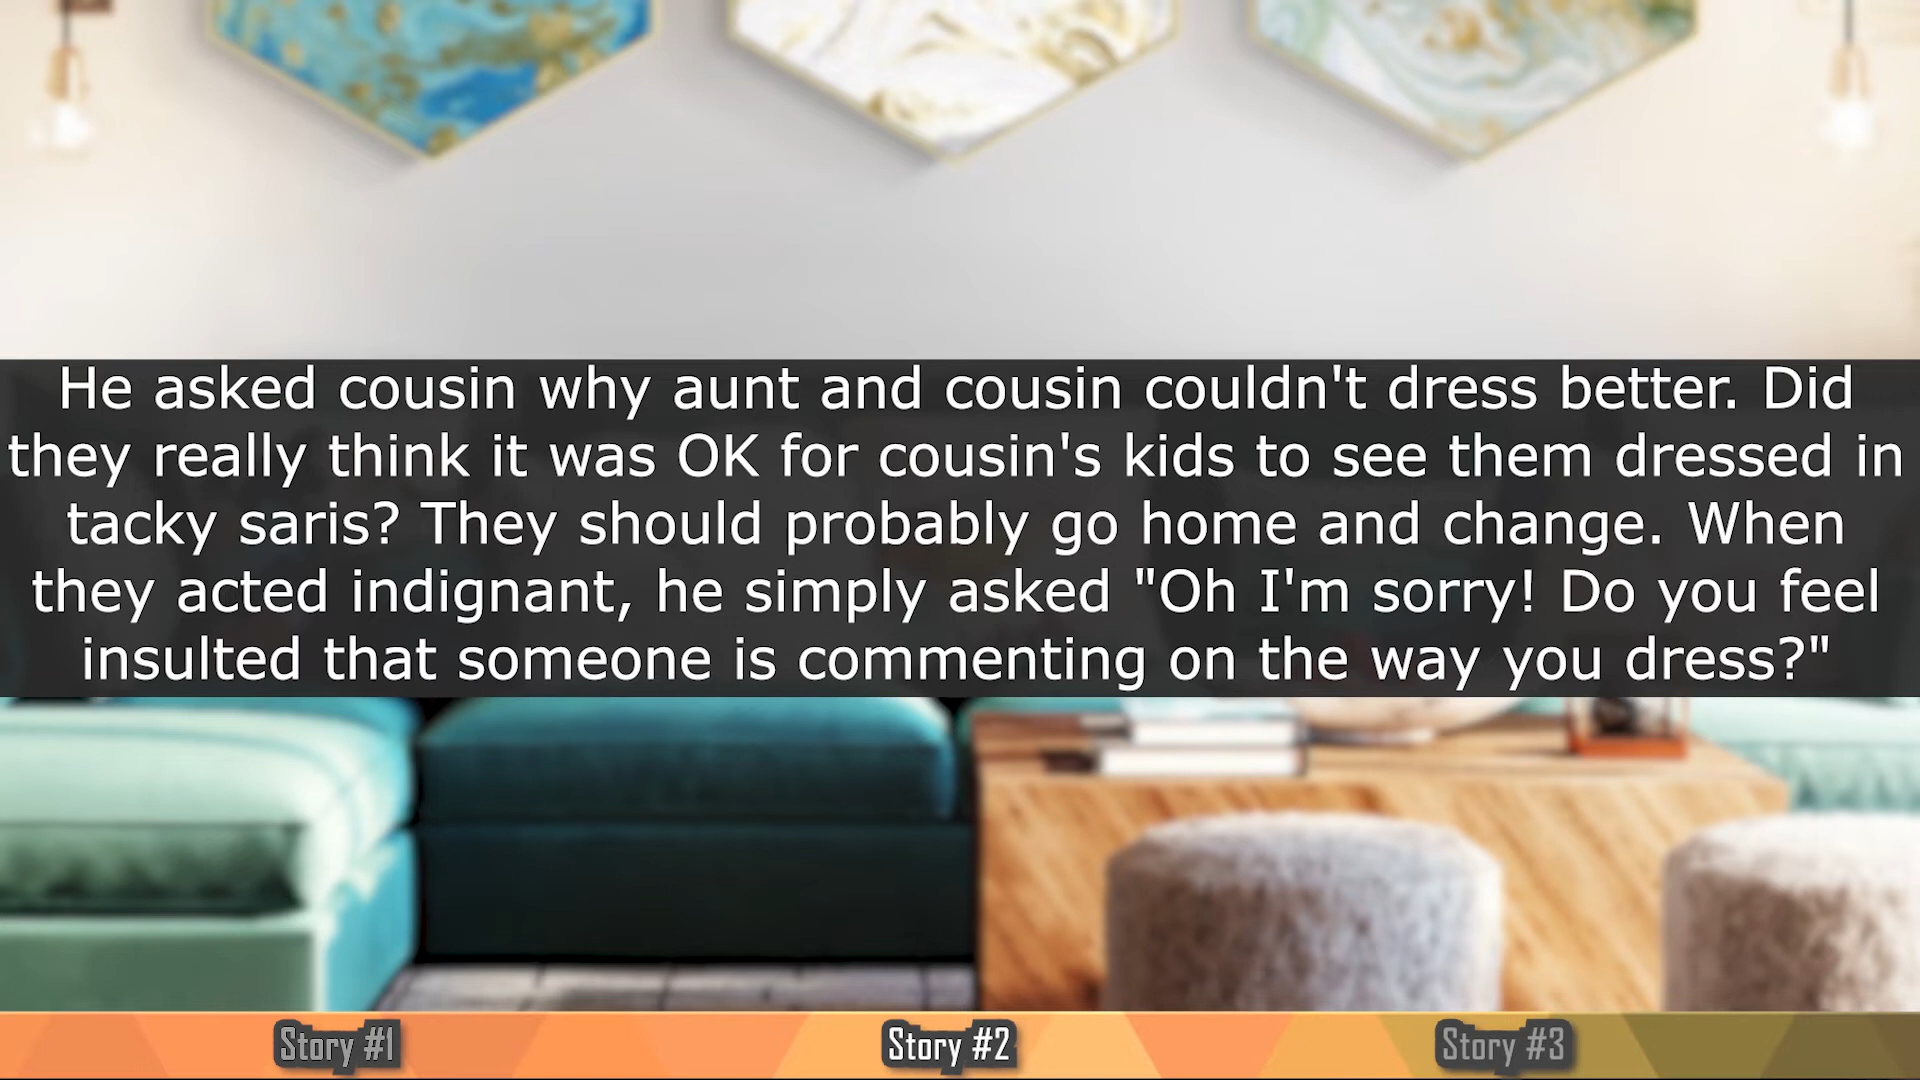 He asked cousin why aunt and cousin couldn't dress better. Did
they really think it was OK for cousin's kids to see them dressed in
tacky saris? They should probably go home and change. When
they acted indignant, he simply asked "Oh I'm sorry! Do you feel
insulted that someone is commenting on the way you dress?"
Story #1
Story #2
Story #3